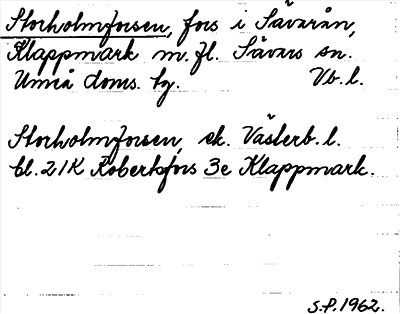 Storholmforsen, fors i Sävarån,
Klappmark m.fl. Sävars sn.
Umeå doms. tg. Vb.l.
Storholmforsen, ek. Västerb.l.
bl. 21K Robertsfors 3e Klappmark.
S.P. 1962.